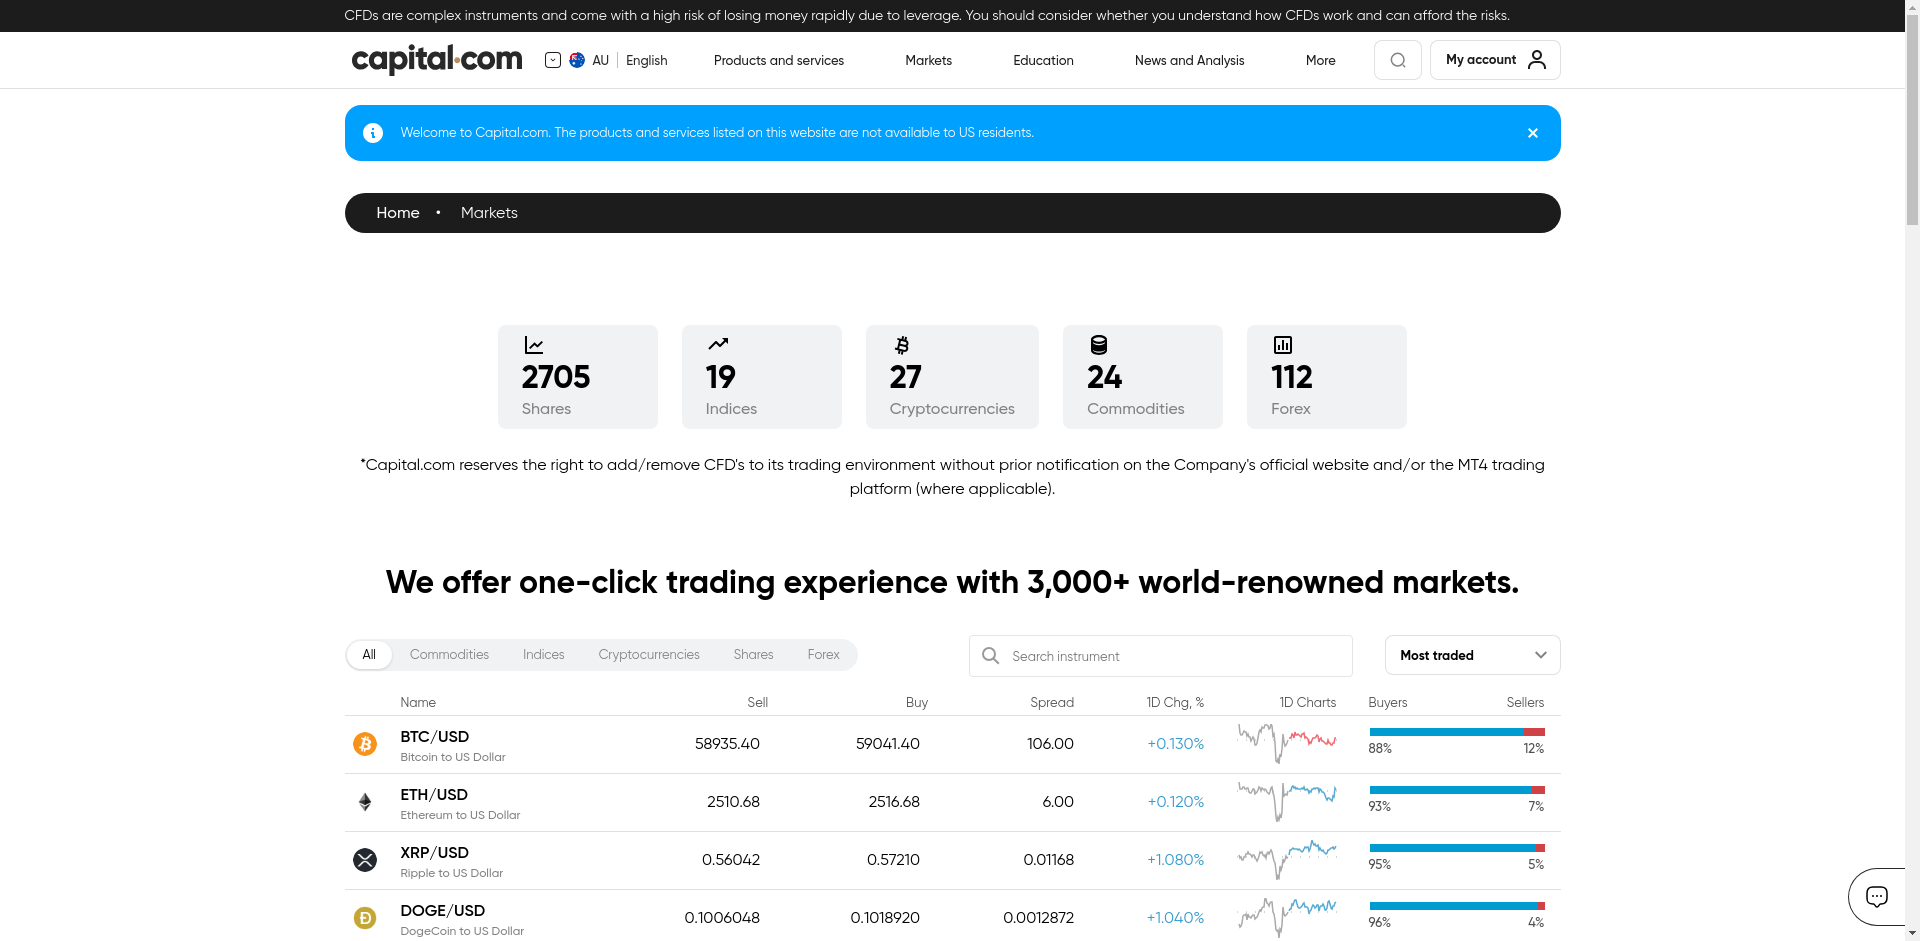 CFDs are complex instruments and come with a high risk of losing money rapidly due to leverage. You should consider whether you understand how CFDs work and can afford the risks.
capital.com AU English Products and services Markets Education News and Analysis More My account
Welcome to Capital.com. The products and services listed on this website are not available to US residents.
Home • Markets
2705 19 27 24 112
Shares Indices Cryptocurrencies Commodities Forex
*Capital.com reserves the right to add/remove CFD's to its trading environment without prior notification on the Company's official website and/or the MT4 trading
platform (where applicable).
We offer one-click trading experience with 3,000+ world-renowned markets.
All Commodities Indices Cryptocurrencies Shares Forex Search instrument Most traded
Name Sell Buy Spread 1D Chg, % 1D Charts Buyers Sellers
BTC/USD 58935.40 59041.40 106.00 +0.130% 88% 12%
Bitcoin to US Dollar
ETH/USD 2510.68 2516.68 6.00 +0.120% 93% 7%
Ethereum to US Dollar
XRP/USD 0.56042 0.57210 0.01168 +1.080% 95% 5%
Ripple to US Dollar
DOGE/USD 0.1006048 0.1018920 0.0012872 +1.040% 96% 4%
DogeCoin to US Dollar